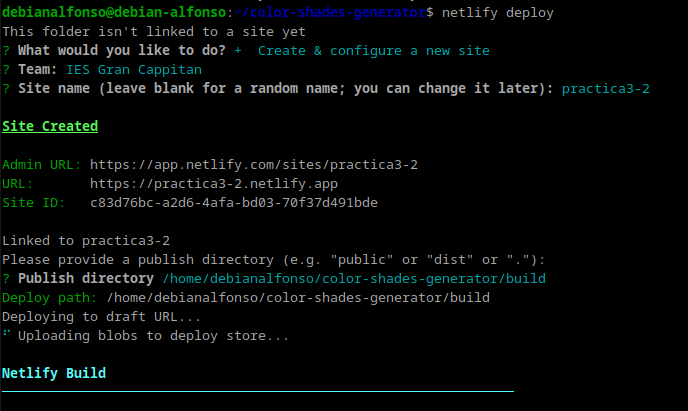 debianalfonso@debian-alfonso:~/color-shades-generator$ netlify deploy
This folder isn't linked to a site yet
? What would you like to do? +  Create & configure a new site
? Team: IES Gran Cappitan
? Site name (leave blank for a random name; you can change it later): practica3-2
Site Created
Admin URL: https://app.netlify.com/sites/practica3-2
URL:       https://practica3-2.netlify.app
Site ID:   c83d76bc-a2d6-4afa-bd03-70f37d491bde
Linked to practica3-2
Please provide a publish directory (e.g. "public" or "dist" or "."):
? Publish directory /home/debianalfonso/color-shades-generator/build
Deploy path: /home/debianalfonso/color-shades-generator/build
Deploying to draft URL...
⠋ Uploading blobs to deploy store...
Netlify Build